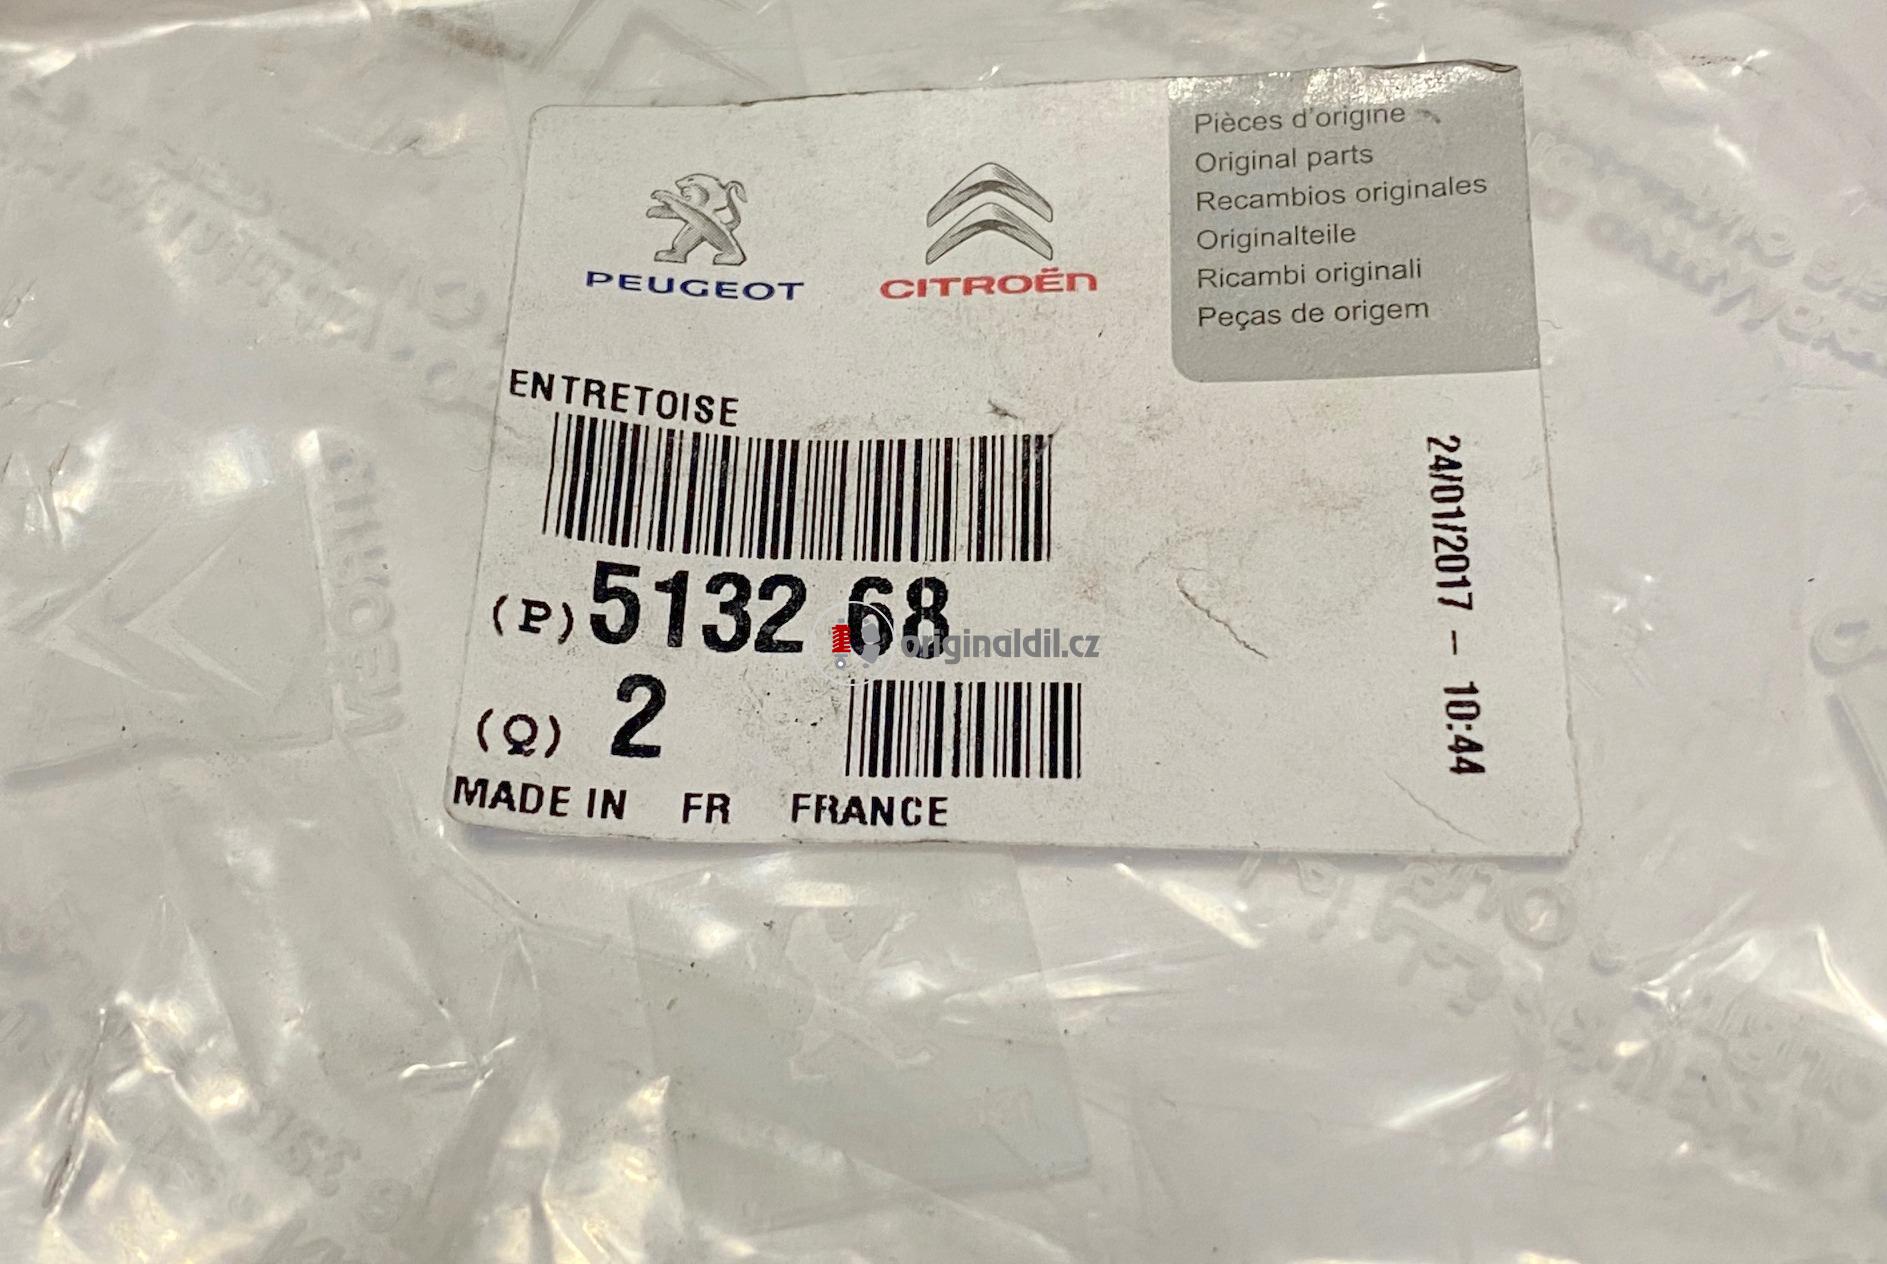 PEUGEOT
CITROËN
Pièces d'origine
Original parts
Recambios originales
Originalteile
Ricambi originali
Peças de origem
ENTRETOISE
(P) 5132 68
originaldil.cz
(Q) 2
MADE IN FR FRANCE
24/01/2017 - 10:44
CITROËN